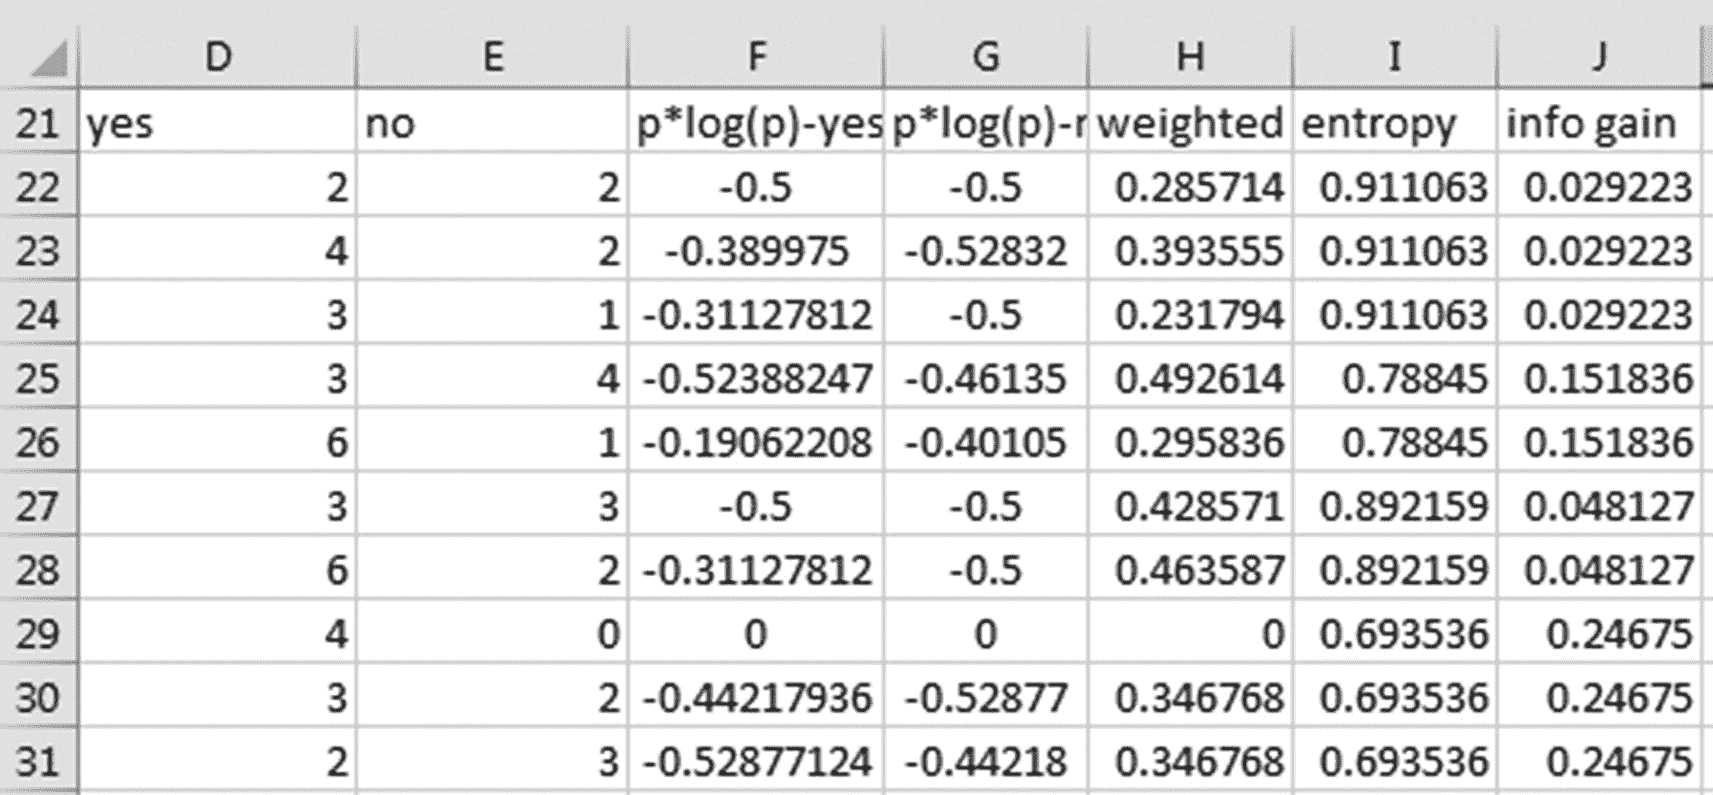 D E F G H I J
21 yes no p*log(p)-yes p*log(p)-r weighted entropy info gain
22 2 2 -0.5 -0.5 0.285714 0.911063 0.029223
23 4 2 -0.389975 -0.52832 0.393555 0.911063 0.029223
24 3 1 -0.31127812 -0.5 0.231794 0.911063 0.029223
25 3 4 -0.52388247 -0.46135 0.492614 0.78845 0.151836
26 6 1 -0.19062208 -0.40105 0.295836 0.78845 0.151836
27 3 3 -0.5 -0.5 0.428571 0.892159 0.048127
28 6 2 -0.31127812 -0.5 0.463587 0.892159 0.048127
29 4 0 0 0 0 0.693536 0.24675
30 3 2 -0.44217936 -0.52877 0.346768 0.693536 0.24675
31 2 3 -0.52877124 -0.44218 0.346768 0.693536 0.24675